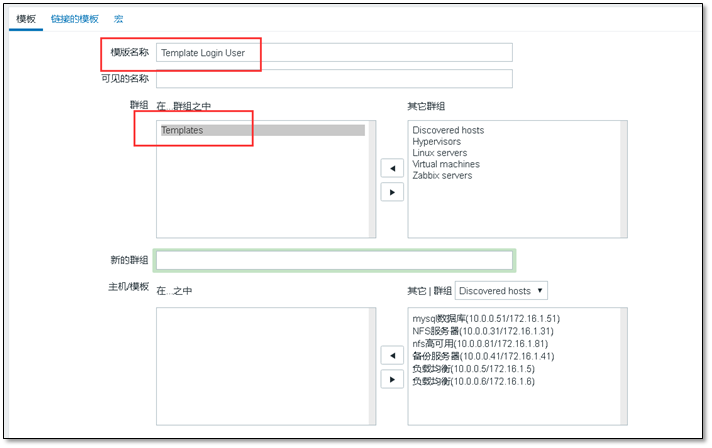 模板 链接的模板 宏
模版名称 Template Login User
可见的名称
群组 在...群组之中 其它群组
Templates
Discovered hosts
Hypervisors
Linux servers
Virtual machines
Zabbix servers
◀
▶
新的群组
主机/模板 在...之中 其它 | 群组 Discovered hosts ▼
mysql数据库(10.0.0.51/172.16.1.51)
NFS服务器(10.0.0.31/172.16.1.31)
nfs高可用(10.0.0.81/172.16.1.81)
备份服务器(10.0.0.41/172.16.1.41)
负载均衡(10.0.0.5/172.16.1.5)
负载均衡(10.0.0.6/172.16.1.6)
◀
▶